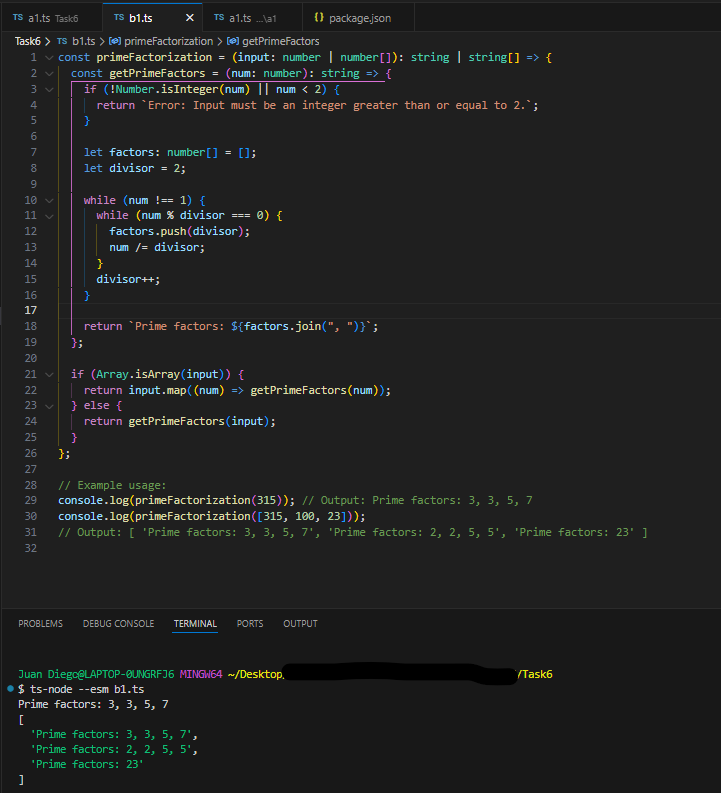 TS a1.ts Task6 TS b1.ts × TS a1.ts ...\a1 {} package.json
Task6 > TS b1.ts > primeFactorization > getPrimeFactors
1 const primeFactorization = (input: number | number[]): string | string[] => {
2 const getPrimeFactors = (num: number): string => {
3 if (!Number.isInteger(num) || num < 2) {
4 return `Error: Input must be an integer greater than or equal to 2.`;
5 }
6
7 let factors: number[] = [];
8 let divisor = 2;
9
10 while (num !== 1) {
11 while (num % divisor === 0) {
12 factors.push(divisor);
13 num /= divisor;
14 }
15 divisor++;
16 }
17
18 return `Prime factors: ${factors.join(", ")}`;
19 };
20
21 if (Array.isArray(input)) {
22 return input.map((num) => getPrimeFactors(num));
23 } else {
24 return getPrimeFactors(input);
25 }
26 };
27
28 // Example usage:
29 console.log(primeFactorization(315)); // Output: Prime factors: 3, 3, 5, 7
30 console.log(primeFactorization([315, 100, 23]));
31 // Output: [ 'Prime factors: 3, 3, 5, 7', 'Prime factors: 2, 2, 5, 5', 'Prime factors: 23' ]
32
PROBLEMS DEBUG CONSOLE TERMINAL PORTS OUTPUT
Juan Diego@LAPTOP-0UNGRFJ6 MINGW64 ~/Desktop/ /Task6
$ ts-node --esm b1.ts
Prime factors: 3, 3, 5, 7
[
'Prime factors: 3, 3, 5, 7',
'Prime factors: 2, 2, 5, 5',
'Prime factors: 23'
]